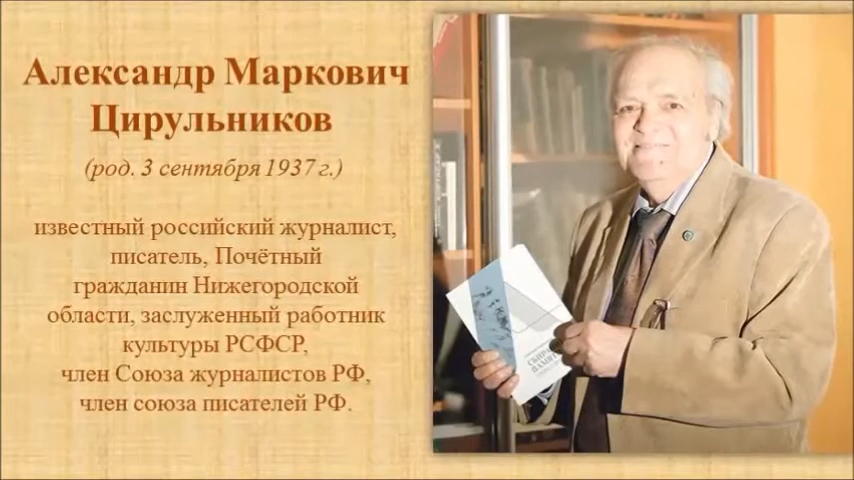 Александр Маркович
Цирульников
(род. 3 сентября 1937 г.)
известный российский журналист,
писатель, Почётный
гражданин Нижегородской
области, заслуженный работник
культуры РСФСР,
член Союза журналистов РФ,
член союза писателей РФ.